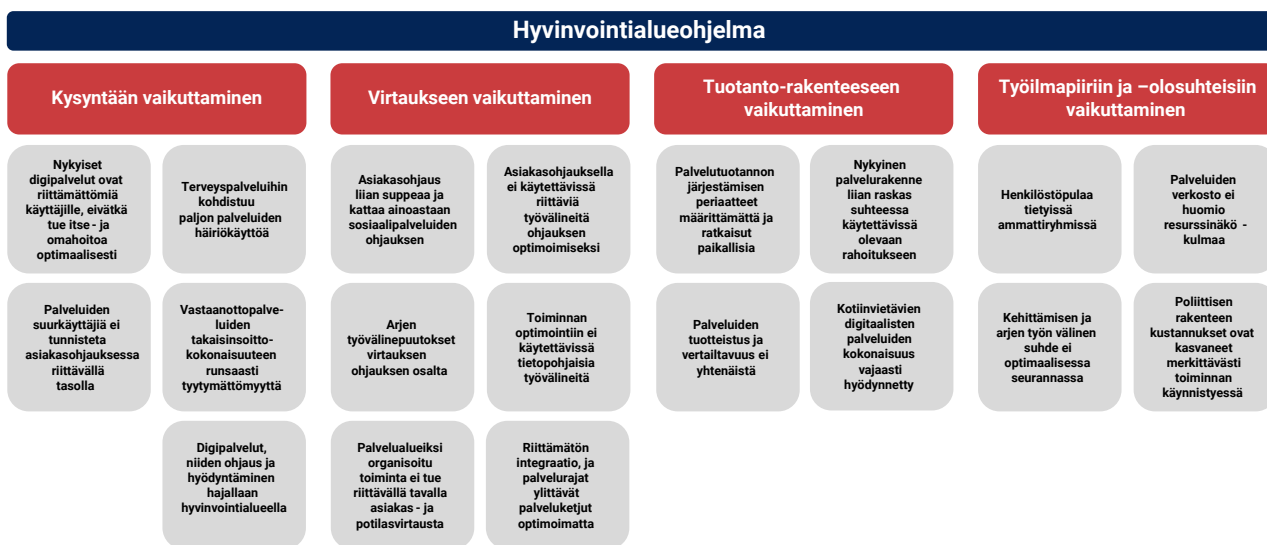 Hyvinvointialueohjelma
Kysyntään vaikuttaminen
Nykyiset
digipalvelut ovat
riittämättömiä
käyttäjille, eivätkä
tue itse - ja
omahoitoa
optimaalisesti
Terveyspalveluihin
kohdistuu
paljon palveluiden
häiriökäyttöä
Palveluiden
suurkäyttäjiä ei
tunnisteta
asiakasohjauksessa
riittävällä
tasolla
Vastaanottopalve-
luiden
takaisinsoitto-
kokonaisuuteen
runsaasti
tyytymättömyyttä
Digipalvelut,
niiden ohjaus ja
hyödyntäminen
hajallaan
hyvinvointialueella
Virtaukseen vaikuttaminen
Asiakasohjaus
liian suppeaa ja
kattaa ainoastaan
sosiaalipalveluiden
ohjauksen
Asiakasohjauksella
ei käytettävissä
riittäviä
työvälineitä
ohjauksen
optimoimiseksi
Arjen
työvälinepuutokset
virtauksen
ohjauksen osalta
Toiminnan
optimointiin ei
käytettävissä
tietopohjaisia
työvälineitä
Palvelualueiksi
organisoitu
toiminta ei tue
riittävällä tavalla
asiakas - ja
potilasvirtausta
Riittämätön
integraatio, ja
palvelurajat
ylittävät
palveluketjut
optimoimatta
Tuotanto-rakenteeseen
vaikuttaminen
Palvelutuotannon
järjestämisen
periaatteet
määrittämättä ja
ratkaisut
paikallisia
Nykyinen
palvelurakenne
liian raskas
suhteessa
käytettävissä
olevaan
rahoitukseen
Palveluiden
tuotteistus ja
vertailtavuus ei
yhtenäistä
Kotiinvietävien
digitaalisten
palveluiden
kokonaisuus
vajaasti
hyödynnetty
Työilmapiiriin ja –olosuhteisiin
vaikuttaminen
Henkilöstöpulaa
tietyissä
ammattiryhmissä
Palveluiden
verkosto ei
huomio
resurssinäkö -
kulmaa
Kehittämisen ja
arjen työn välinen
suhde ei
optimaalisessa
seurannassa
Poliittisen
rakenteen
kustannukset ovat
kasvaneet
merkittävästi
toiminnan
käynnistyessä